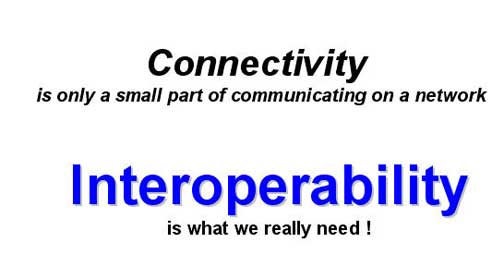 Connectivity
is only a small part of communicating on a network
Interoperability
is what we really need !